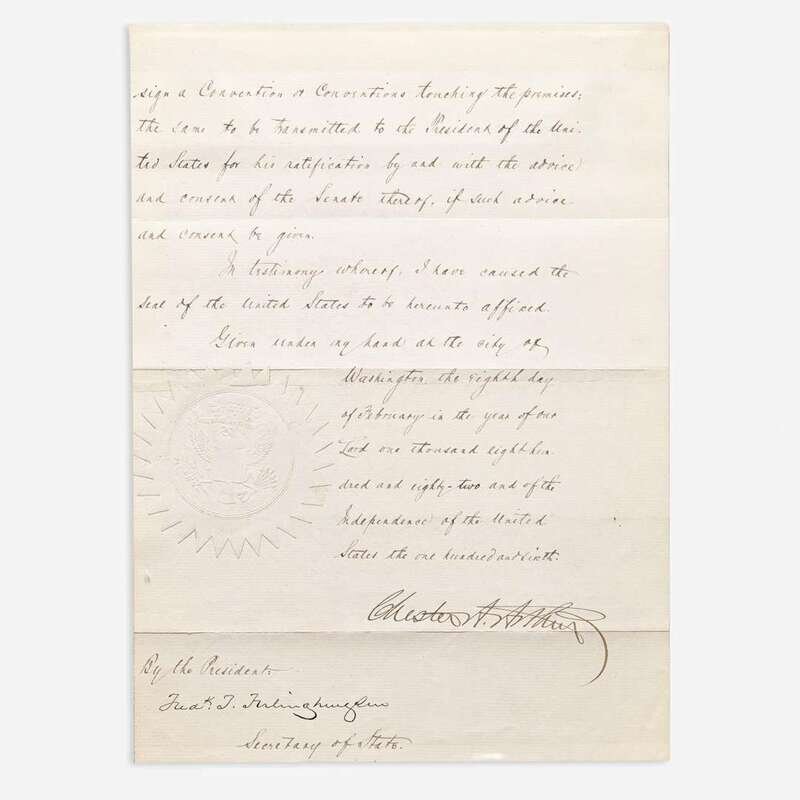 sign a Convention or Conventions touching the premises;
the same to be transmitted to the President of the Uni-
ted States for his ratification by and with the advice
and consent of the Senate thereof, if such advice
and consent be given.
In testimony whereof, I have caused the
seal of the United States to be hereunto affixed.
Given under my hand at the city of
Washington, the eighth day
of February in the year of our
Lord one thousand eight hun-
dred and eighty-two and of the
Independence of the United
States the one hundred and sixth.
Chester A. Arthur
By the President:
Fredk. T. Frelinghuysen
Secretary of State.